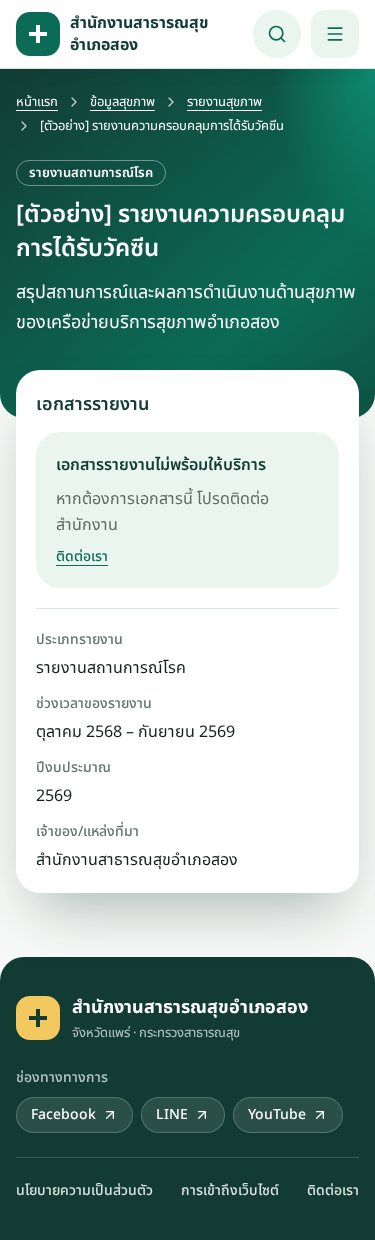 สำนักงานสาธารณสุข
อำเภอสอง
หน้าแรก
ข้อมูลสุขภาพ
รายงานสุขภาพ
[ตัวอย่าง] รายงานความครอบคลุมการได้รับวัคซีน
รายงานสถานการณ์โรค
[ตัวอย่าง] รายงานความครอบคลุม
การได้รับวัคซีน
สรุปสถานการณ์และผลการดำเนินงานด้านสุขภาพ
ของเครือข่ายบริการสุขภาพอำเภอสอง
เอกสารรายงาน
เอกสารรายงานไม่พร้อมให้บริการ
หากต้องการเอกสารนี้ โปรดติดต่อ
สำนักงาน
ติดต่อเรา
ประเภทรายงาน
รายงานสถานการณ์โรค
ช่วงเวลาของรายงาน
ตุลาคม 2568 – กันยายน 2569
ปีงบประมาณ
2569
เจ้าของ/แหล่งที่มา
สำนักงานสาธารณสุขอำเภอสอง
สำนักงานสาธารณสุขอำเภอสอง
จังหวัดแพร่ · กระทรวงสาธารณสุข
ช่องทางทางการ
Facebook
LINE
YouTube
นโยบายความเป็นส่วนตัว
การเข้าถึงเว็บไซต์
ติดต่อเรา